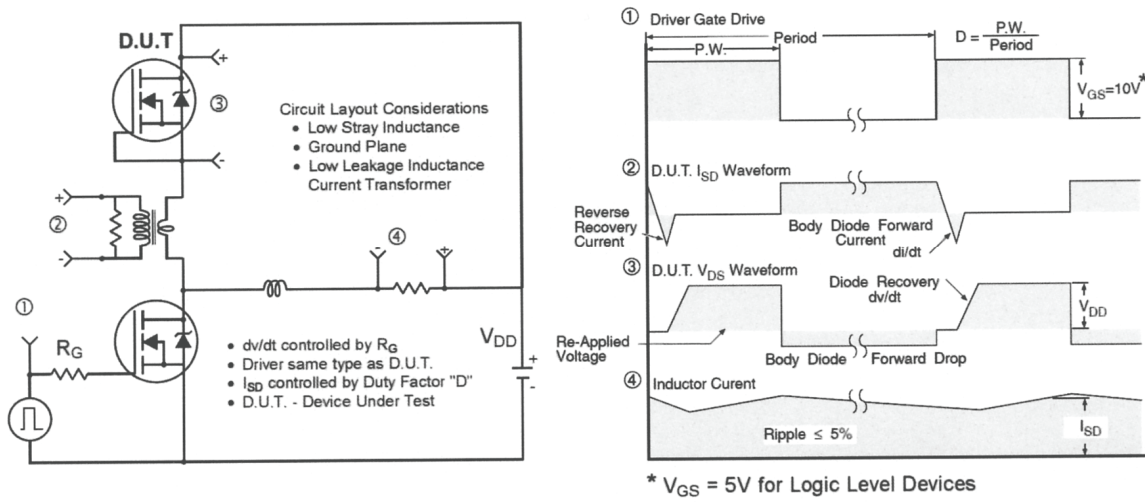 D.U.T
+
③
-
Circuit Layout Considerations
• Low Stray Inductance
• Ground Plane
• Low Leakage Inductance
Current Transformer
+
②
-
④
- +
①
R_G
V_DD
+
-
• dv/dt controlled by R_G
• Driver same type as D.U.T.
• I_SD controlled by Duty Factor "D"
• D.U.T. - Device Under Test
① Driver Gate Drive
Period
P.W.
D = P.W. / Period
V_GS=10V*
② D.U.T. I_SD Waveform
Reverse
Recovery
Current
Body Diode Forward
Current
di/dt
③ D.U.T. V_DS Waveform
Diode Recovery
dv/dt
V_DD
Re-Applied
Voltage
Body Diode Forward Drop
④ Inductor Curent
I_SD
Ripple ≤ 5%
* V_GS = 5V for Logic Level Devices